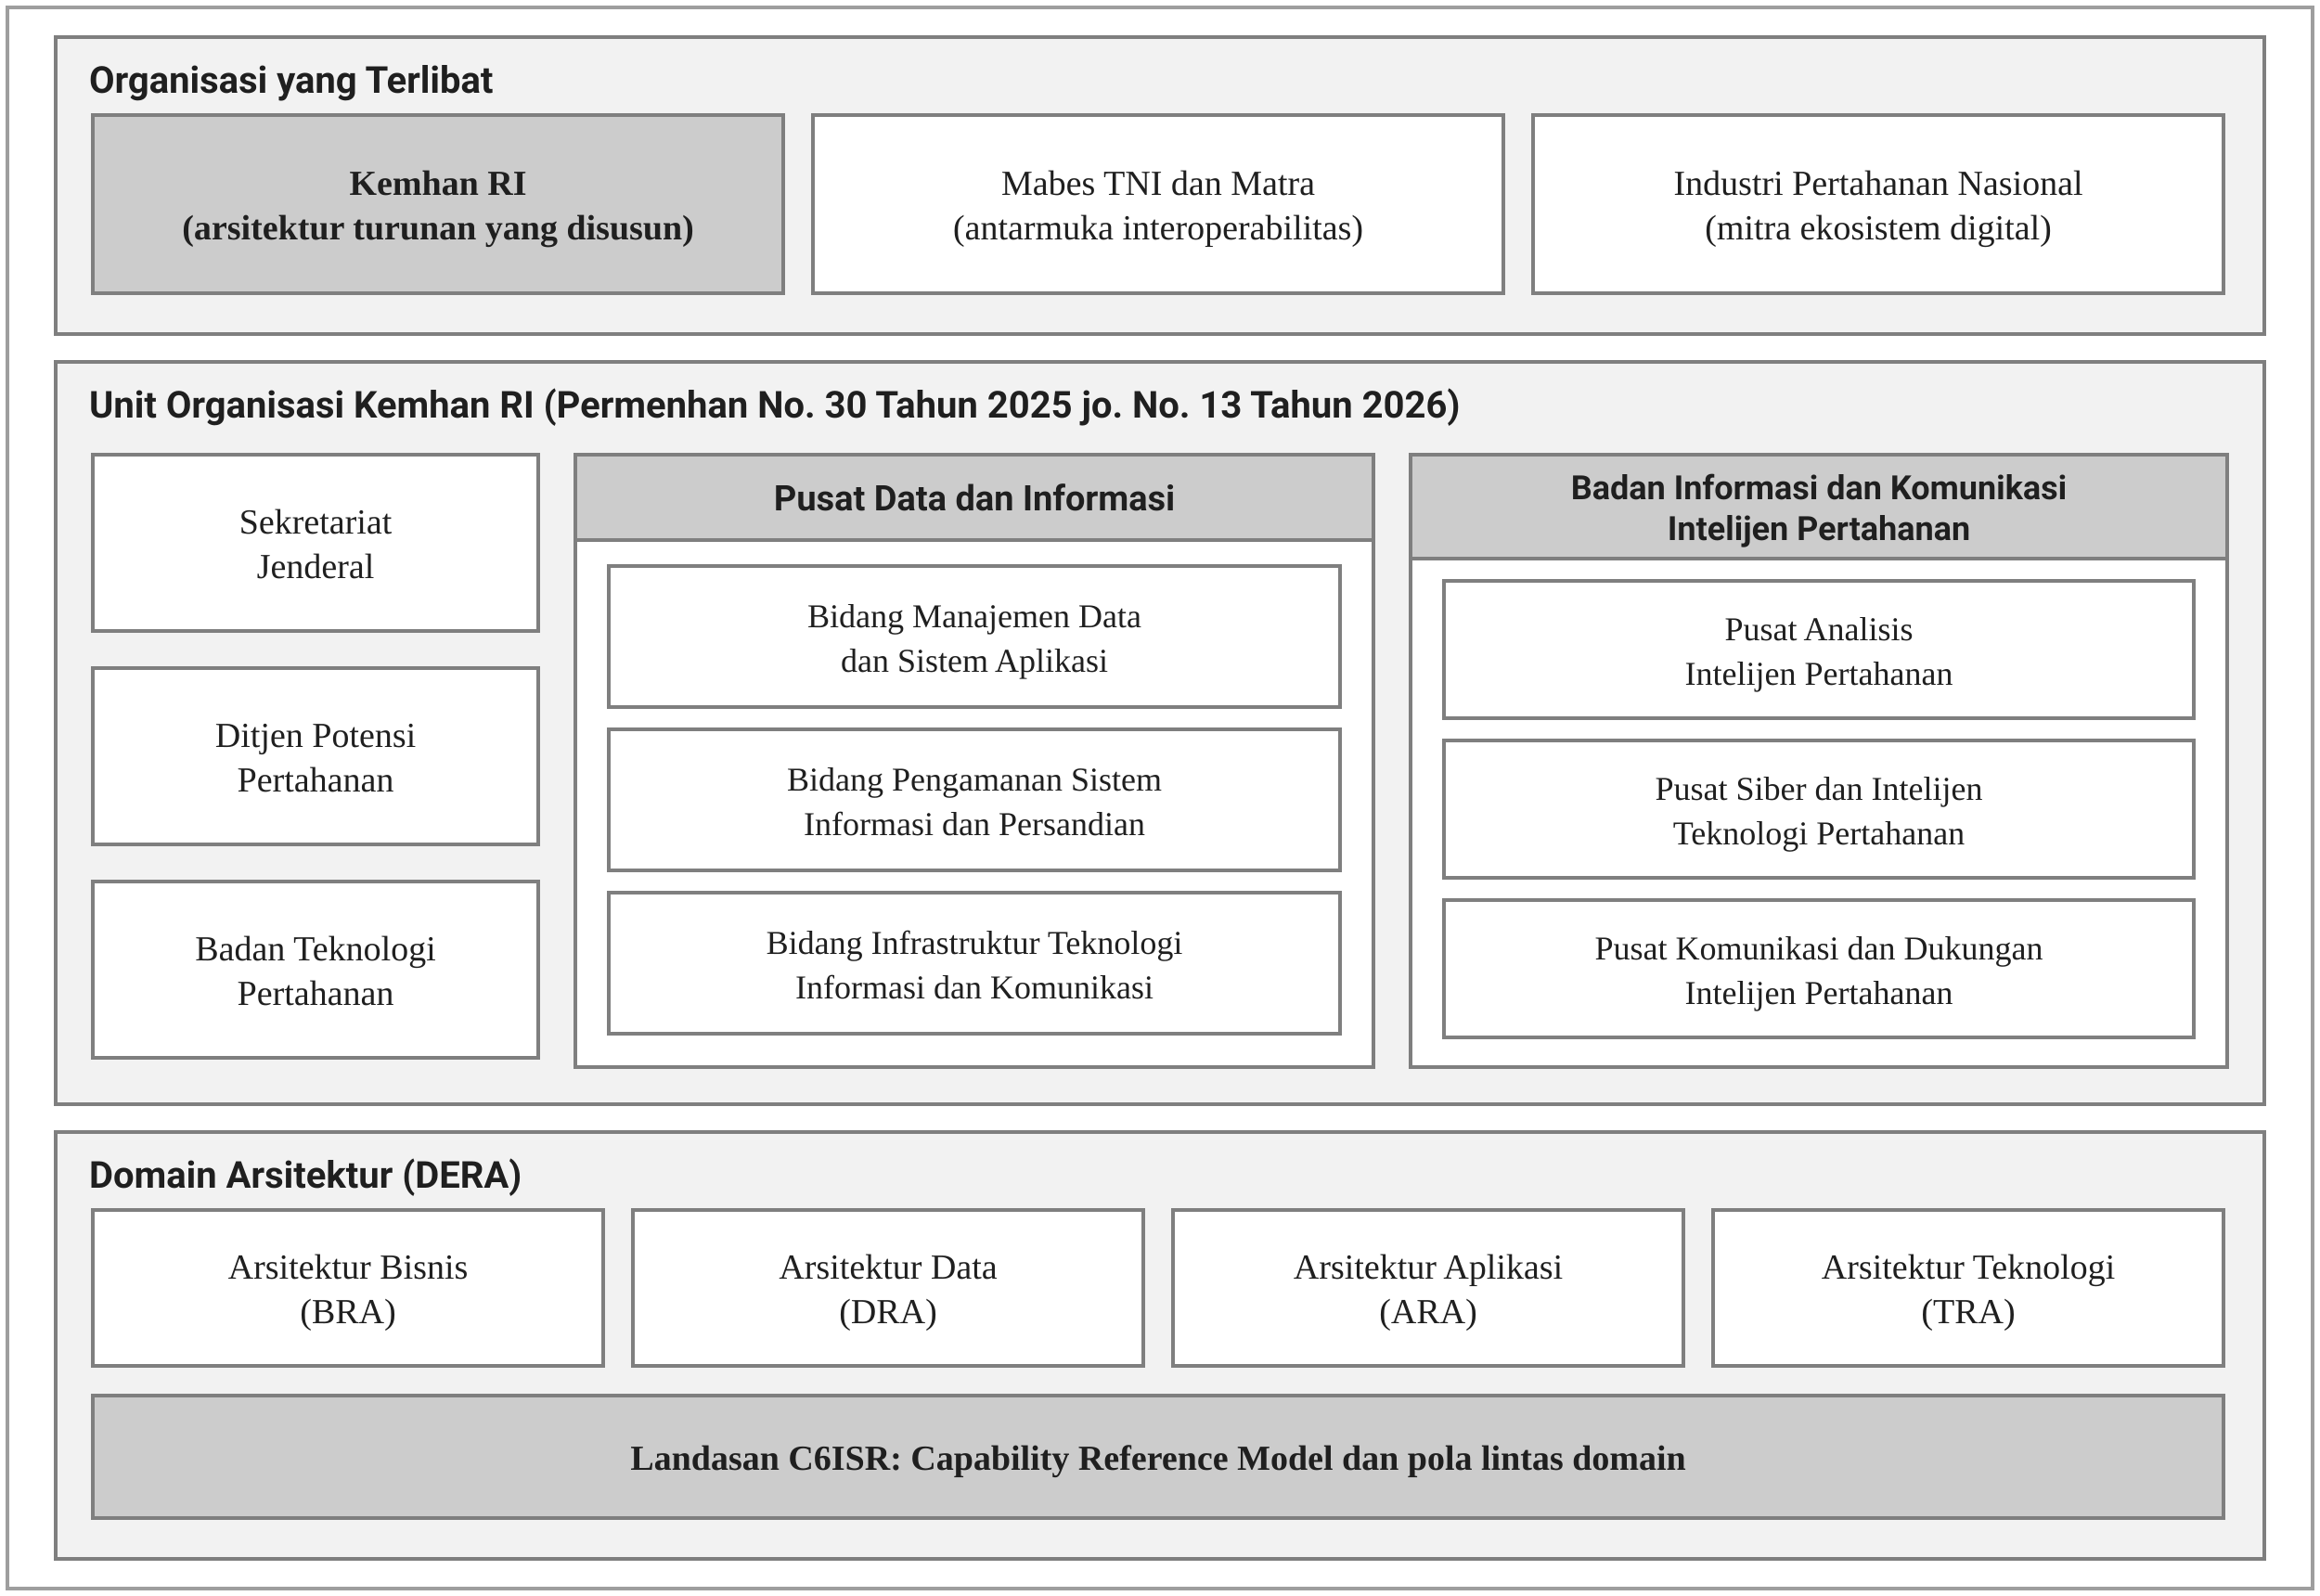 Organisasi yang Terlibat
Kemhan RI
(arsitektur turunan yang disusun)
Mabes TNI dan Matra
(antarmuka interoperabilitas)
Industri Pertahanan Nasional
(mitra ekosistem digital)
Unit Organisasi Kemhan RI (Permenhan No. 30 Tahun 2025 jo. No. 13 Tahun 2026)
Sekretariat
Jenderal
Ditjen Potensi
Pertahanan
Badan Teknologi
Pertahanan
Pusat Data dan Informasi
Bidang Manajemen Data
dan Sistem Aplikasi
Bidang Pengamanan Sistem
Informasi dan Persandian
Bidang Infrastruktur Teknologi
Informasi dan Komunikasi
Badan Informasi dan Komunikasi
Intelijen Pertahanan
Pusat Analisis
Intelijen Pertahanan
Pusat Siber dan Intelijen
Teknologi Pertahanan
Pusat Komunikasi dan Dukungan
Intelijen Pertahanan
Domain Arsitektur (DERA)
Arsitektur Bisnis
(BRA)
Arsitektur Data
(DRA)
Arsitektur Aplikasi
(ARA)
Arsitektur Teknologi
(TRA)
Landasan C6ISR: Capability Reference Model dan pola lintas domain